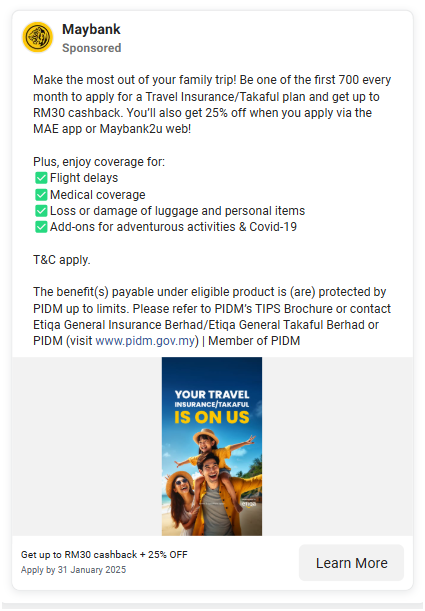 Maybank
Sponsored
Make the most out of your family trip! Be one of the first 700 every
month to apply for a Travel Insurance/Takaful plan and get up to
RM30 cashback. You’ll also get 25% off when you apply via the
MAE app or Maybank2u web!
Plus, enjoy coverage for:
✅Flight delays
✅Medical coverage
✅Loss or damage of luggage and personal items
✅Add-ons for adventurous activities & Covid-19
T&C apply.
The benefit(s) payable under eligible product is (are) protected by
PIDM up to limits. Please refer to PIDM’s TIPS Brochure or contact
Etiqa General Insurance Berhad/Etiqa General Takaful Berhad or
PIDM (visit www.pidm.gov.my) | Member of PIDM
YOUR TRAVEL
INSURANCE/TAKAFUL
IS ON US
Get up to RM30 cashback + 25% OFF
Apply by 31 January 2025
Learn More